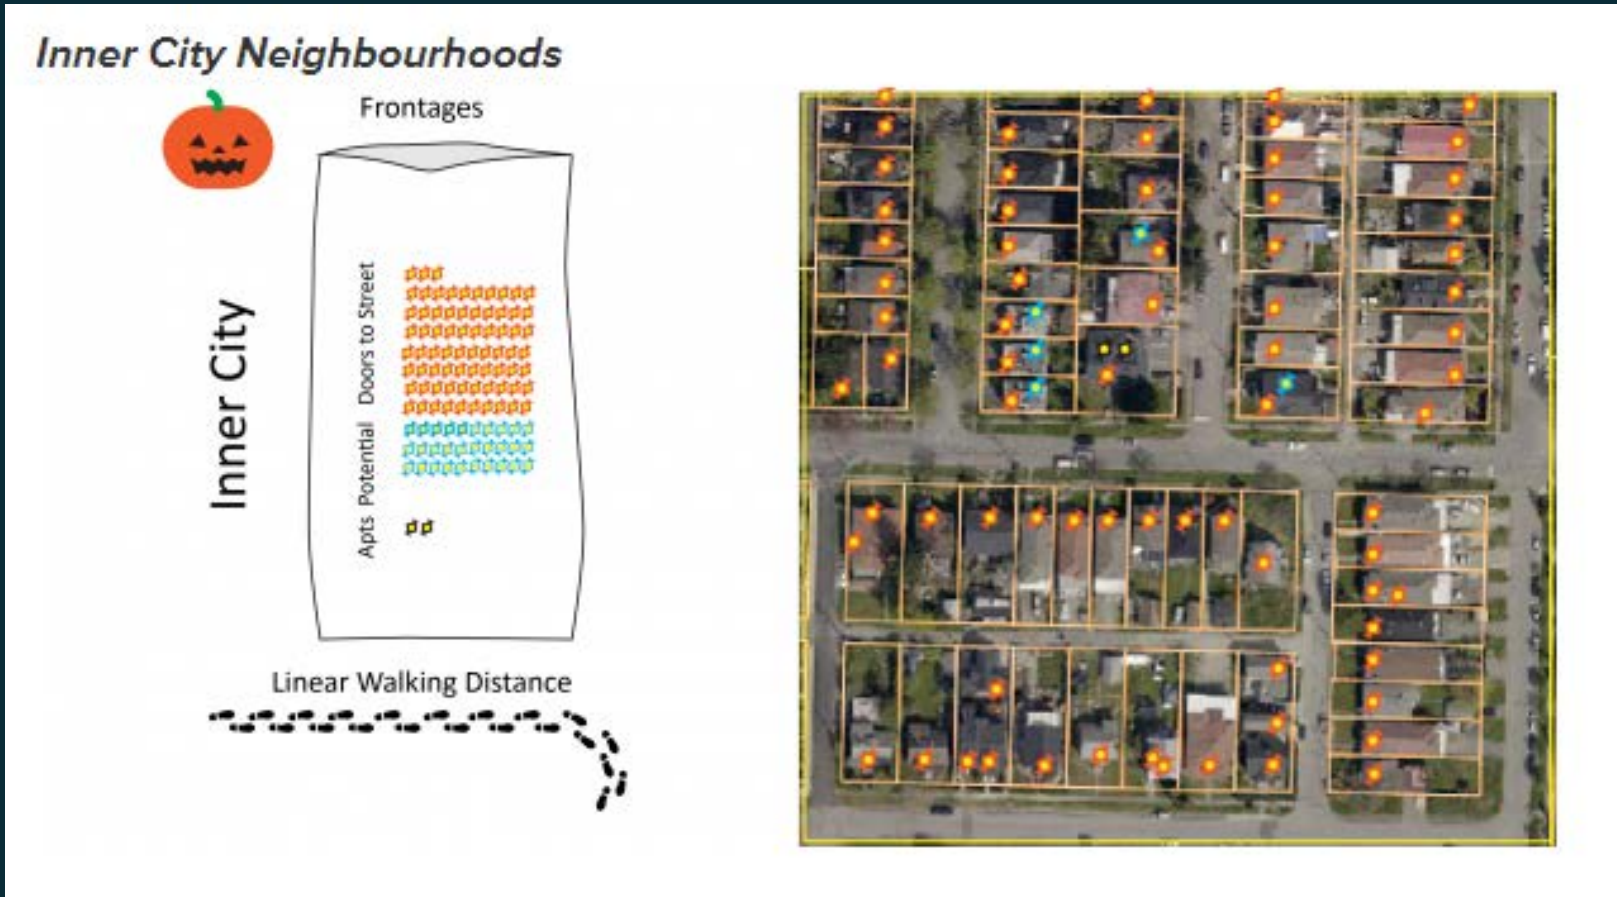 Inner City Neighbourhoods
Frontages
Inner City
Doors to Street
Potential
Apts
Linear Walking Distance